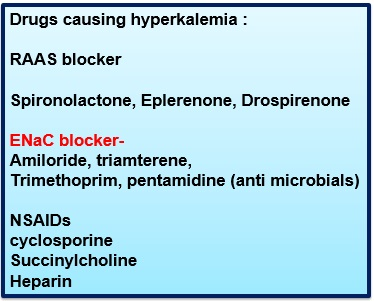 Drugs causing hyperkalemia :
RAAS blocker
Spironolactone, Eplerenone, Drospirenone
ENaC blocker-
Amiloride, triamterene,
Trimethoprim, pentamidine (anti microbials)
NSAIDs
cyclosporine
Succinylcholine
Heparin